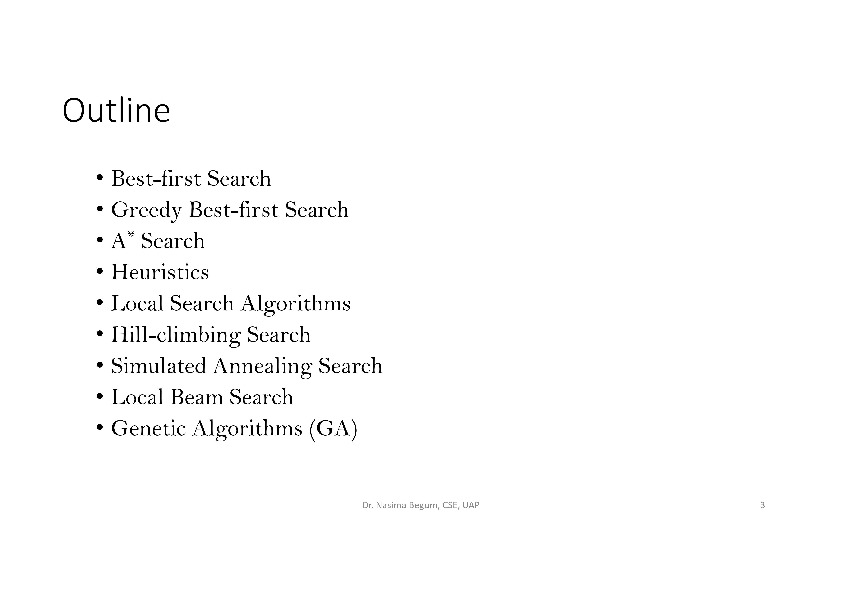 Outline
• Best-first Search
• Greedy Best-first Search
• A* Search
• Heuristics
• Local Search Algorithms
• Hill-climbing Search
• Simulated Annealing Search
• Local Beam Search
• Genetic Algorithms (GA)
Dr. Nasima Begum, CSE, UAP
3